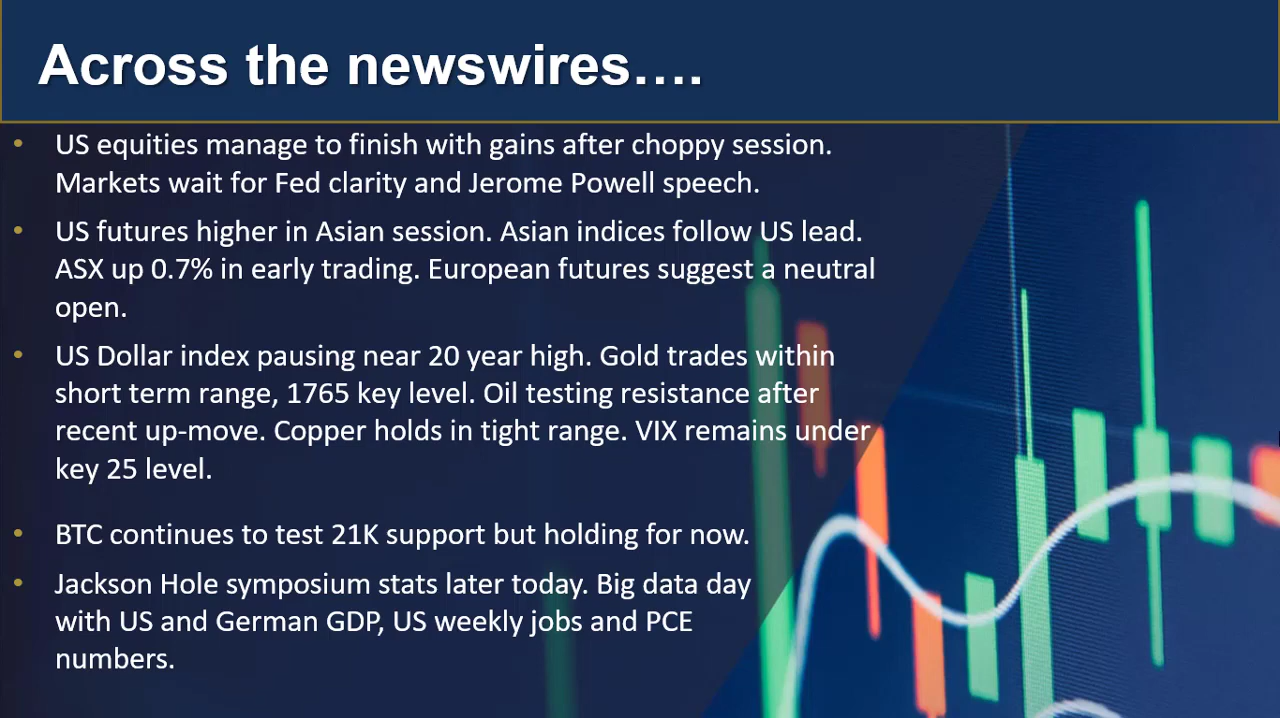 Across the newswires….
• US equities manage to finish with gains after choppy session.
Markets wait for Fed clarity and Jerome Powell speech.
• US futures higher in Asian session. Asian indices follow US lead.
ASX up 0.7% in early trading. European futures suggest a neutral
open.
• US Dollar index pausing near 20 year high. Gold trades within
short term range, 1765 key level. Oil testing resistance after
recent up-move. Copper holds in tight range. VIX remains under
key 25 level.
• BTC continues to test 21K support but holding for now.
• Jackson Hole symposium stats later today. Big data day
with US and German GDP, US weekly jobs and PCE
numbers.